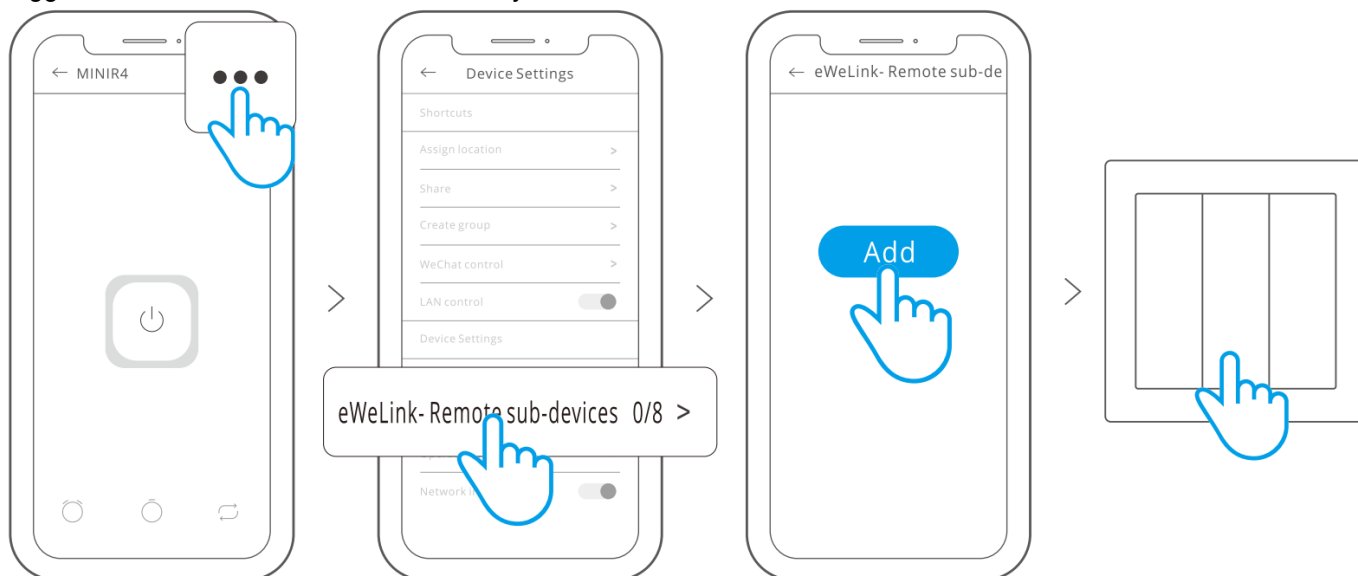 ← MINIR4
← Device Settings
Shortcuts
Assign location >
Share >
Create group >
WeChat control >
LAN control
Device Settings
eWeLink- Remote sub-devices 0/8 >
Network
← eWeLink- Remote sub-de
Add